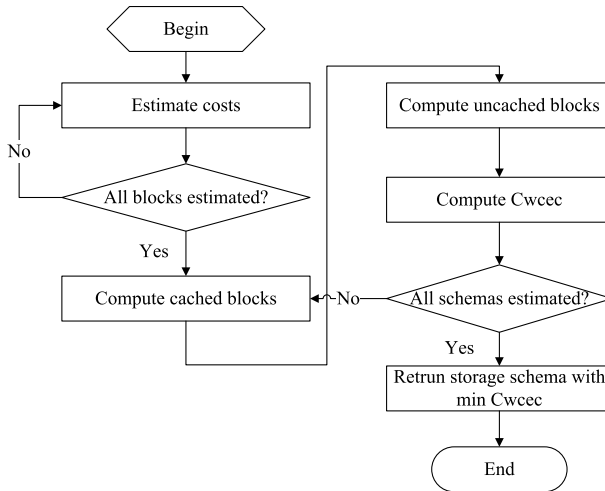 Begin
Estimate costs
No
All blocks estimated?
Yes
Compute cached blocks
Compute uncached blocks
Compute Cwcec
All schemas estimated?
No
Yes
Retrun storage schema with
min Cwcec
End